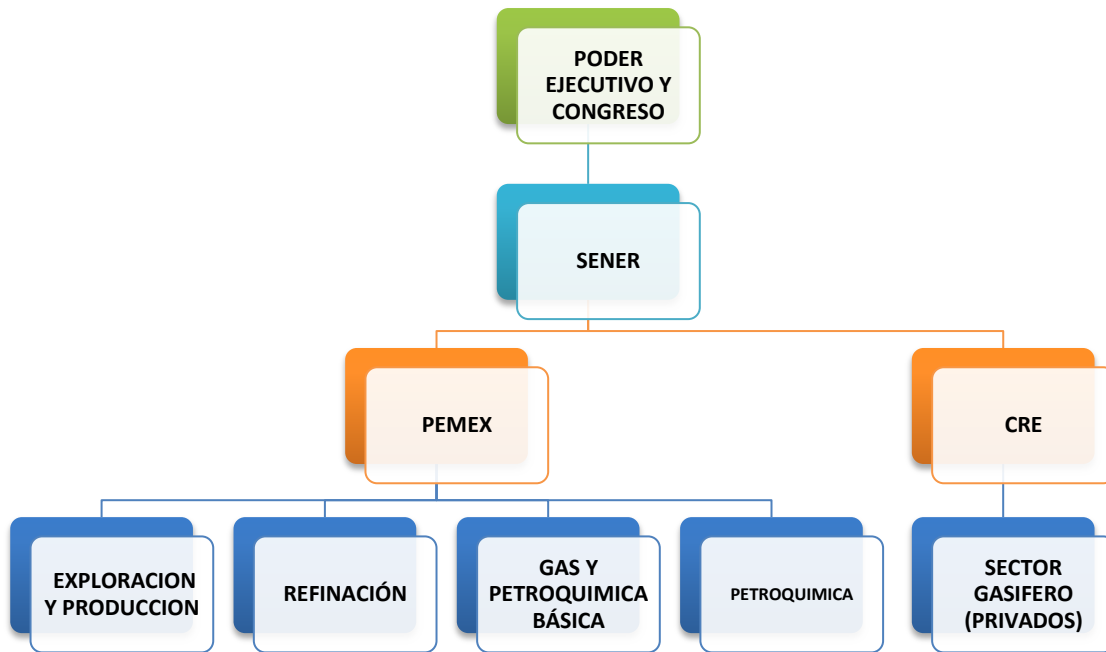 PODER
EJECUTIVO Y
CONGRESO
SENER
PEMEX
CRE
EXPLORACION
Y PRODUCCION
REFINACIÓN
GAS Y
PETROQUIMICA
BÁSICA
PETROQUIMICA
SECTOR
GASIFERO
(PRIVADOS)